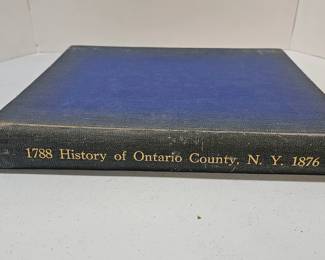 1788 History of Ontario County, N. Y. 1876